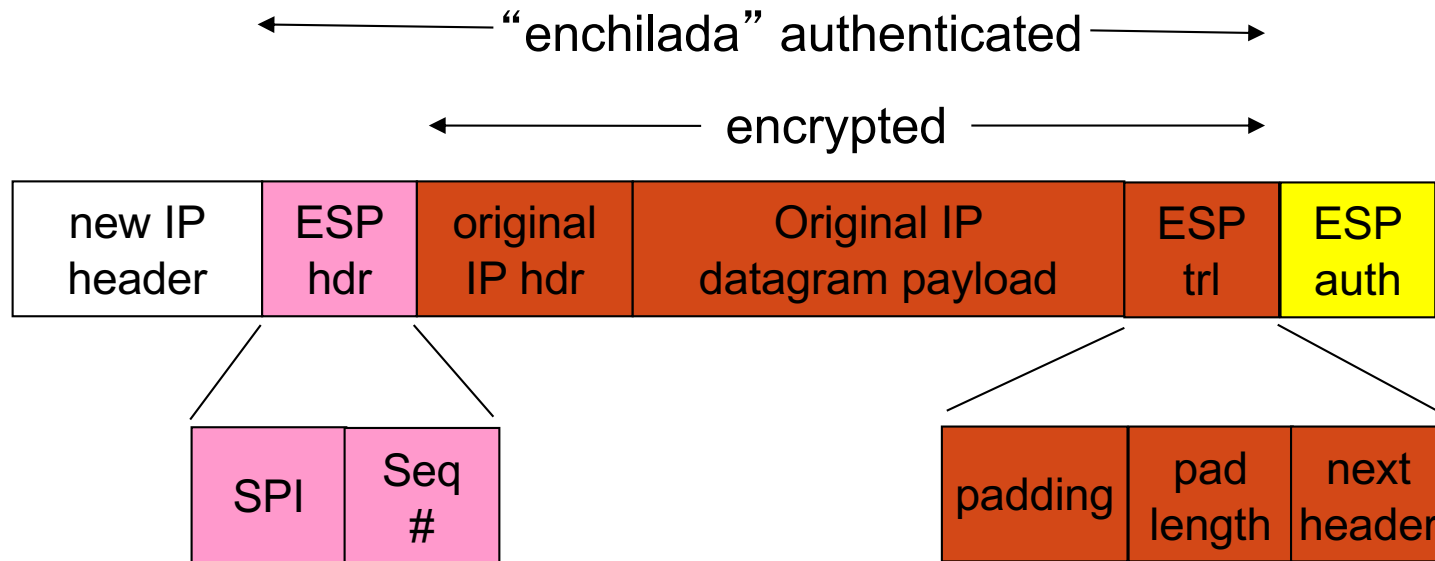 “enchilada” authenticated
encrypted
new IP
header
ESP
hdr
original
IP hdr
Original IP
datagram payload
ESP
trl
ESP
auth
SPI
Seq
#
padding
pad
length
next
header